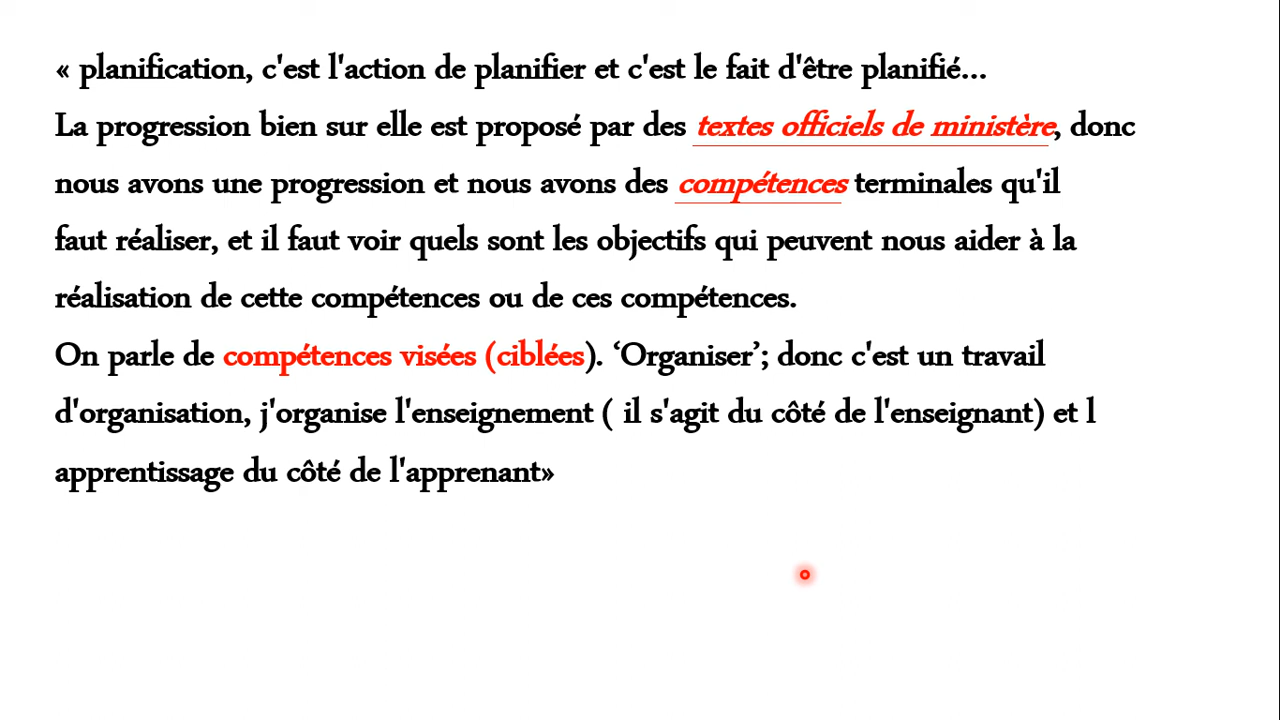 « planification, c'est l'action de planifier et c'est le fait d'être planifié...
La progression bien sur elle est proposé par des textes officiels de ministère, donc
nous avons une progression et nous avons des compétences terminales qu'il
faut réaliser, et il faut voir quels sont les objectifs qui peuvent nous aider à la
réalisation de cette compétences ou de ces compétences.
On parle de compétences visées (ciblées). ‘Organiser’; donc c'est un travail
d'organisation, j'organise l'enseignement ( il s'agit du côté de l'enseignant) et l
apprentissage du côté de l'apprenant»